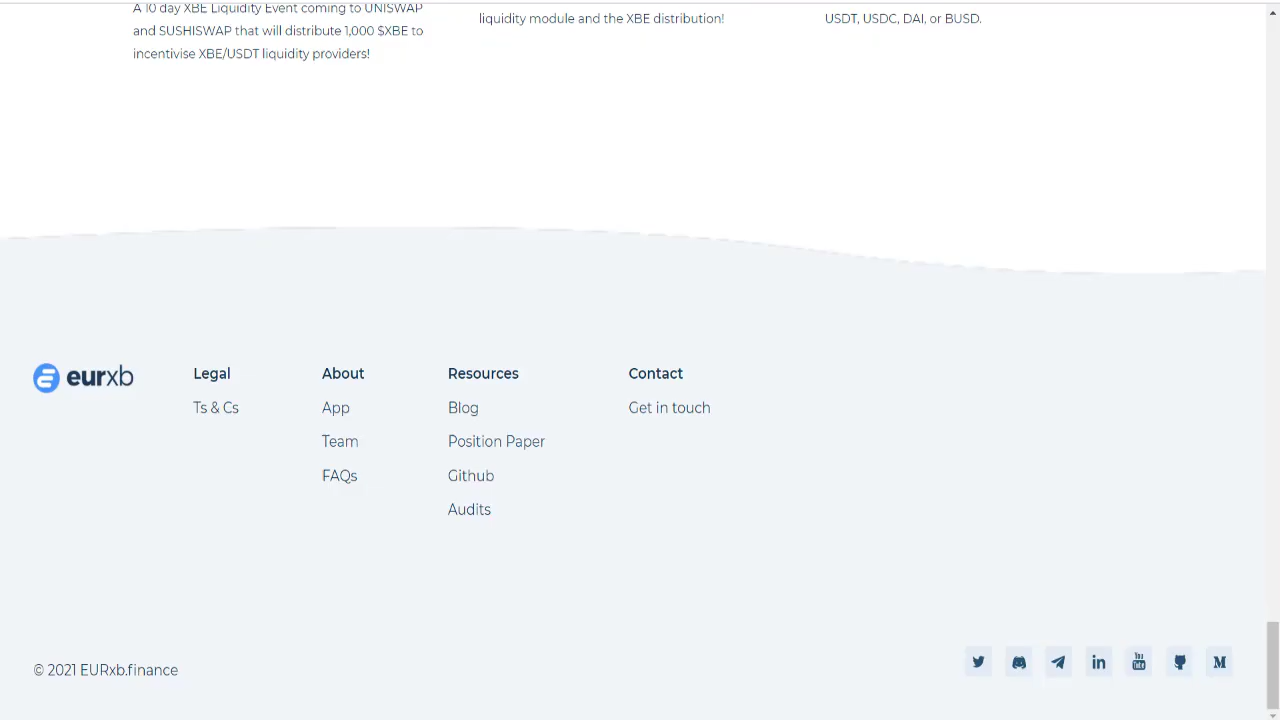 A 10 day XBE Liquidity Event coming to UNISWAP
and SUSHISWAP that will distribute 1,000 $XBE to
incentivise XBE/USDT liquidity providers!
liquidity module and the XBE distribution!
USDT, USDC, DAI, or BUSD.
eurxb
Legal
Ts & Cs
About
App
Team
FAQs
Resources
Blog
Position Paper
Github
Audits
Contact
Get in touch
© 2021 EURxb.finance